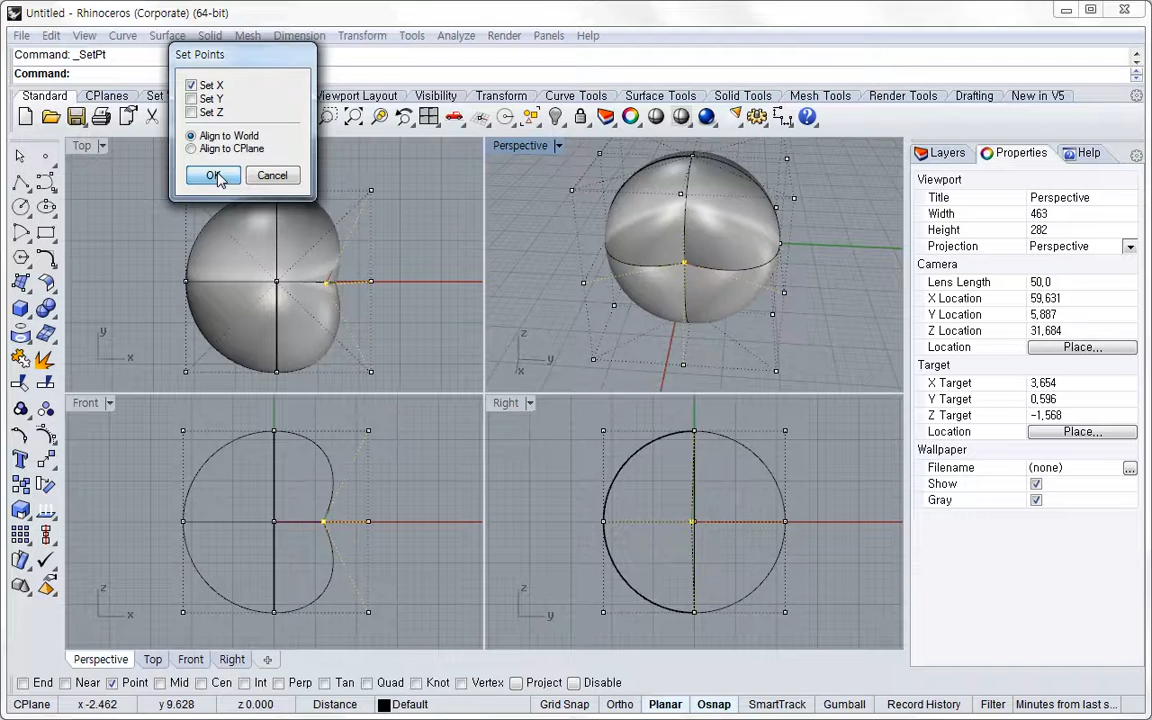 Untitled - Rhinoceros (Corporate) (64-bit)
File Edit View Curve Surface Solid Mesh Dimension Transform Tools Analyze Render Panels Help
Command: _SetPt
Command:
Set Points
Set X
Set Y
Set Z
Align to World
Align to CPlane
OK Cancel
Standard CPlanes Set Viewport Layout Visibility Transform Curve Tools Surface Tools Solid Tools Mesh Tools Render Tools Drafting New in V5
Top
y
x
Perspective
z
y
x
Front
z
x
Right
z
y
Layers Properties Help
Viewport
Title Perspective
Width 463
Height 282
Projection Perspective
Camera
Lens Length 50,0
X Location 59,631
Y Location 5,887
Z Location 31,684
Location Place...
Target
X Target 3,654
Y Target 0,596
Z Target -1,568
Location Place...
Wallpaper
Filename (none) ...
Show
Gray
Perspective Top Front Right
End Near Point Mid Cen Int Perp Tan Quad Knot Vertex Project Disable
CPlane x -2.462 y 9.628 z 0.000 Distance Default Grid Snap Ortho Planar Osnap SmartTrack Gumball Record History Filter Minutes from last s...